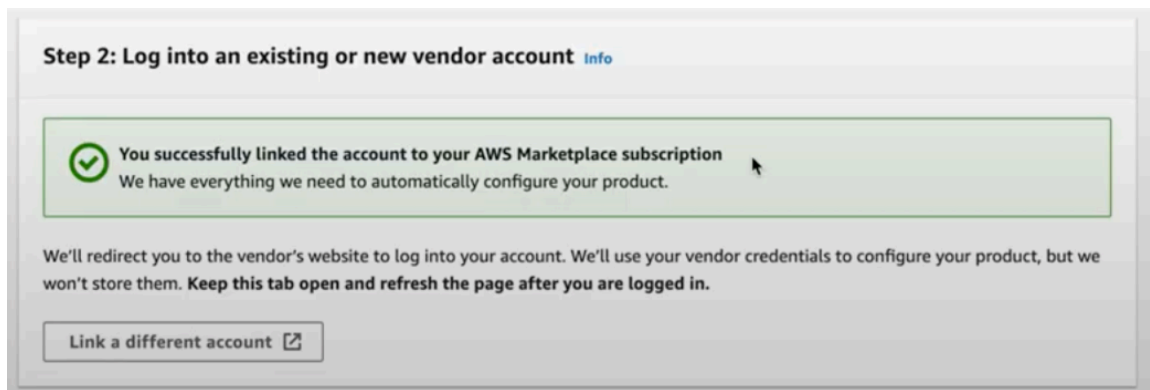 Step 2: Log into an existing or new vendor account Info
You successfully linked the account to your AWS Marketplace subscription
We have everything we need to automatically configure your product.
We’ll redirect you to the vendor’s website to log into your account. We’ll use your vendor credentials to configure your product, but we
won’t store them. Keep this tab open and refresh the page after you are logged in.
Link a different account